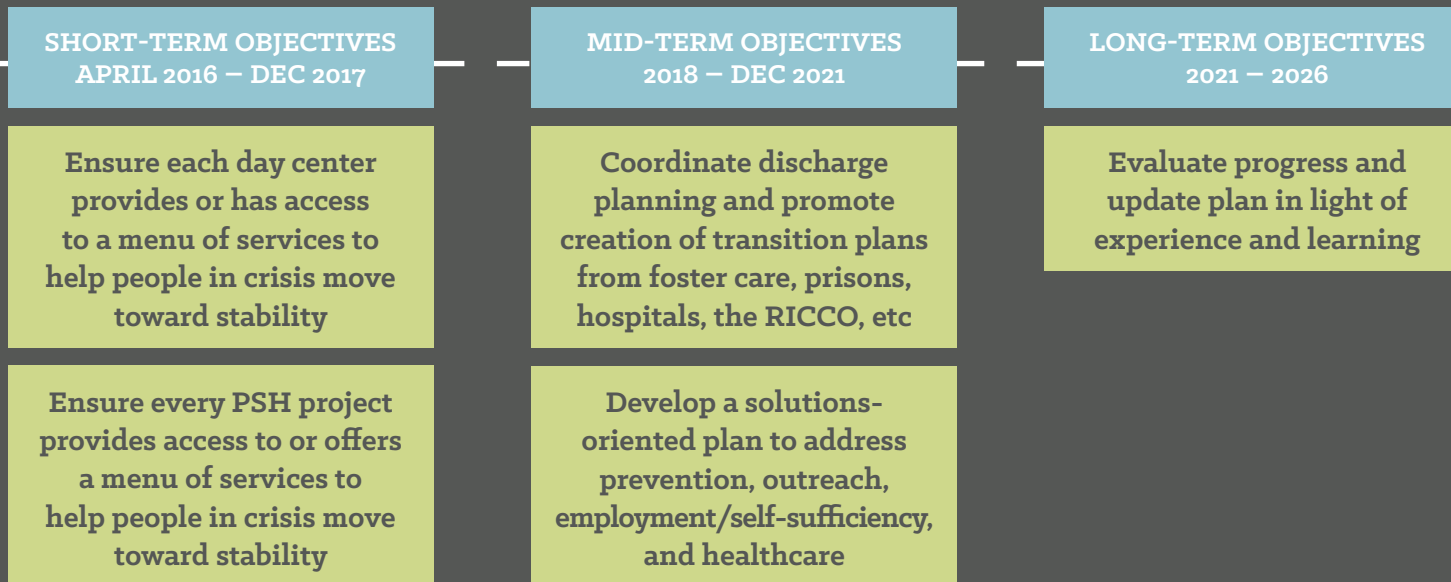 SHORT-TERM OBJECTIVES
APRIL 2016 – DEC 2017
Ensure each day center
provides or has access
to a menu of services to
help people in crisis move
toward stability
Ensure every PSH project
provides access to or offers
a menu of services to
help people in crisis move
toward stability
MID-TERM OBJECTIVES
2018 – DEC 2021
Coordinate discharge
planning and promote
creation of transition plans
from foster care, prisons,
hospitals, the RICCO, etc
Develop a solutions-
oriented plan to address
prevention, outreach,
employment/self-sufficiency,
and healthcare
LONG-TERM OBJECTIVES
2021 – 2026
Evaluate progress and
update plan in light of
experience and learning